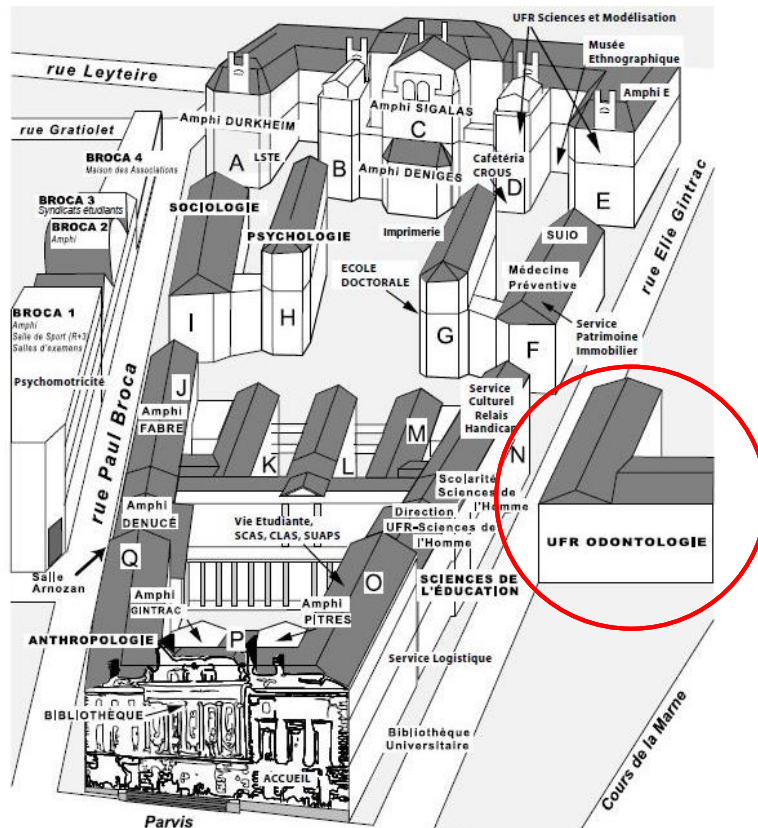 UFR Sciences et Modélisation
Musée
Ethnographique
rue Leyteire
Amphi E
Amphi SIGALAS
Amphi DURKHEIM
rue Gratiolet
C
BROCA 4
Maison des Associations
A
LSTE
B
Amphi DENIGES
Cafétéria
CROUS
D
E
BROCA 3
Syndicats étudiants
BROCA 2
Amphi
SOCIOLOGIE
PSYCHOLOGIE
Imprimerie
SUIO
rue Elie Gintrac
ECOLE
DOCTORALE
Médecine
Préventive
BROCA 1
Amphi
Salle de Sport (R+3)
Salles d'examens
Psychomotricité
I
H
G
F
Service
Patrimoine
Immobilier
rue Paul Broca
J
Amphi
FABRE
K
L
M
Service
Culturel
Relais
Handicap
N
Scolarité
Sciences de
l'Homme
Amphi
DENUCÉ
Vie Etudiante,
SCAS, CLAS, SUAPS
Direction
UFR-Sciences de
l'Homme
UFR ODONTOLOGIE
Salle
Arnozan
Q
O
SCIENCES DE
L'ÉDUCATION
Amphi
GINTRAC
Amphi
PITRES
ANTHROPOLOGIE
P
Service Logistique
BIBLIOTHÈQUE
Bibliothèque
Universitaire
ACCUEIL
Cours de la Marne
Parvis